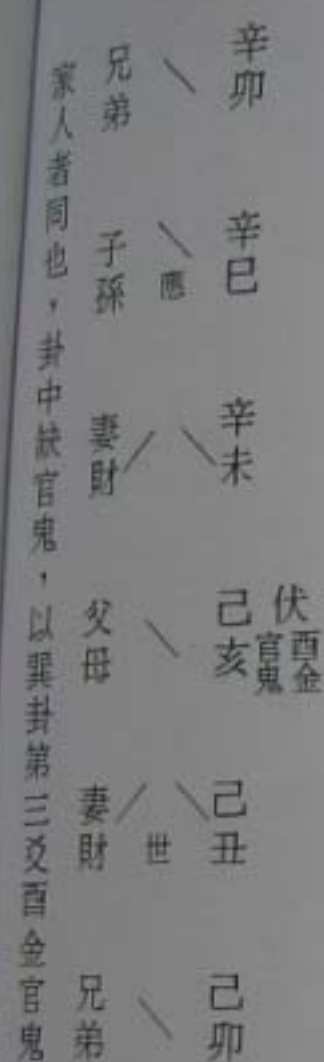 伏 酉金官鬼
辛卯 辛巳 辛未 己亥 己丑 己卯
應 世
兄弟 子孫 妻財 父母 妻財 兄弟
家人者同也，卦中缺官鬼，以巽卦第三爻酉金官鬼